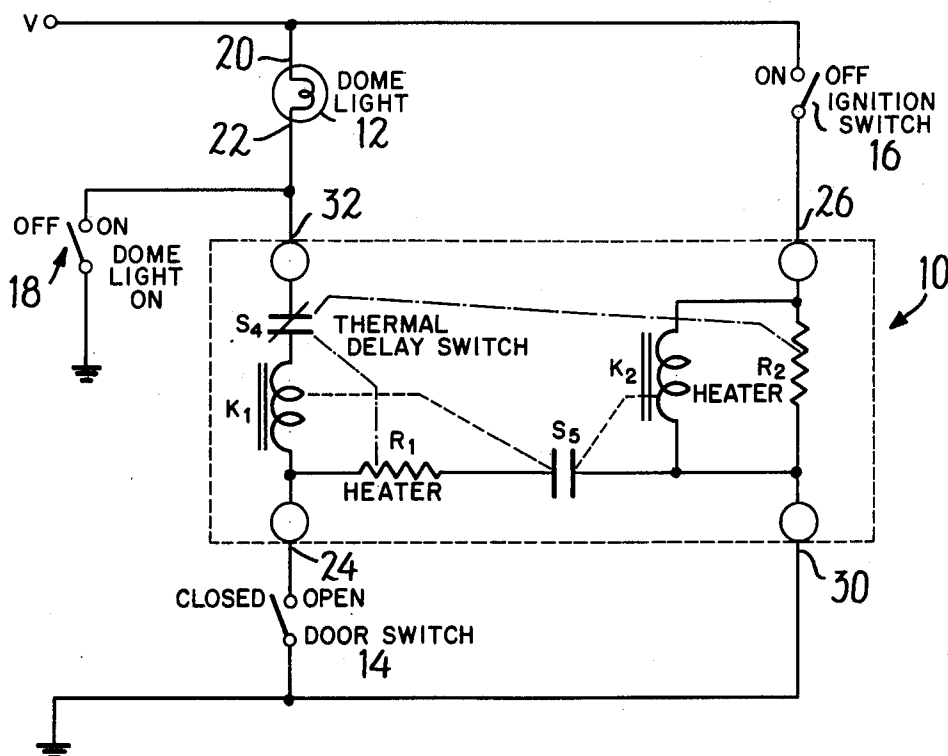 V
20
DOME
LIGHT
12
22
ON OFF
IGNITION
SWITCH
16
32
26
OFF ON
DOME
LIGHT
ON
18
10
S4
THERMAL
DELAY SWITCH
K1
K2
R2
HEATER
R1
HEATER
S5
24
30
CLOSED OPEN
DOOR SWITCH
14